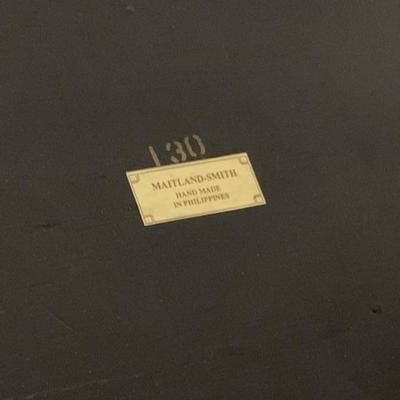 130
MAITLAND-SMITH
HAND MADE
IN PHILIPPINES